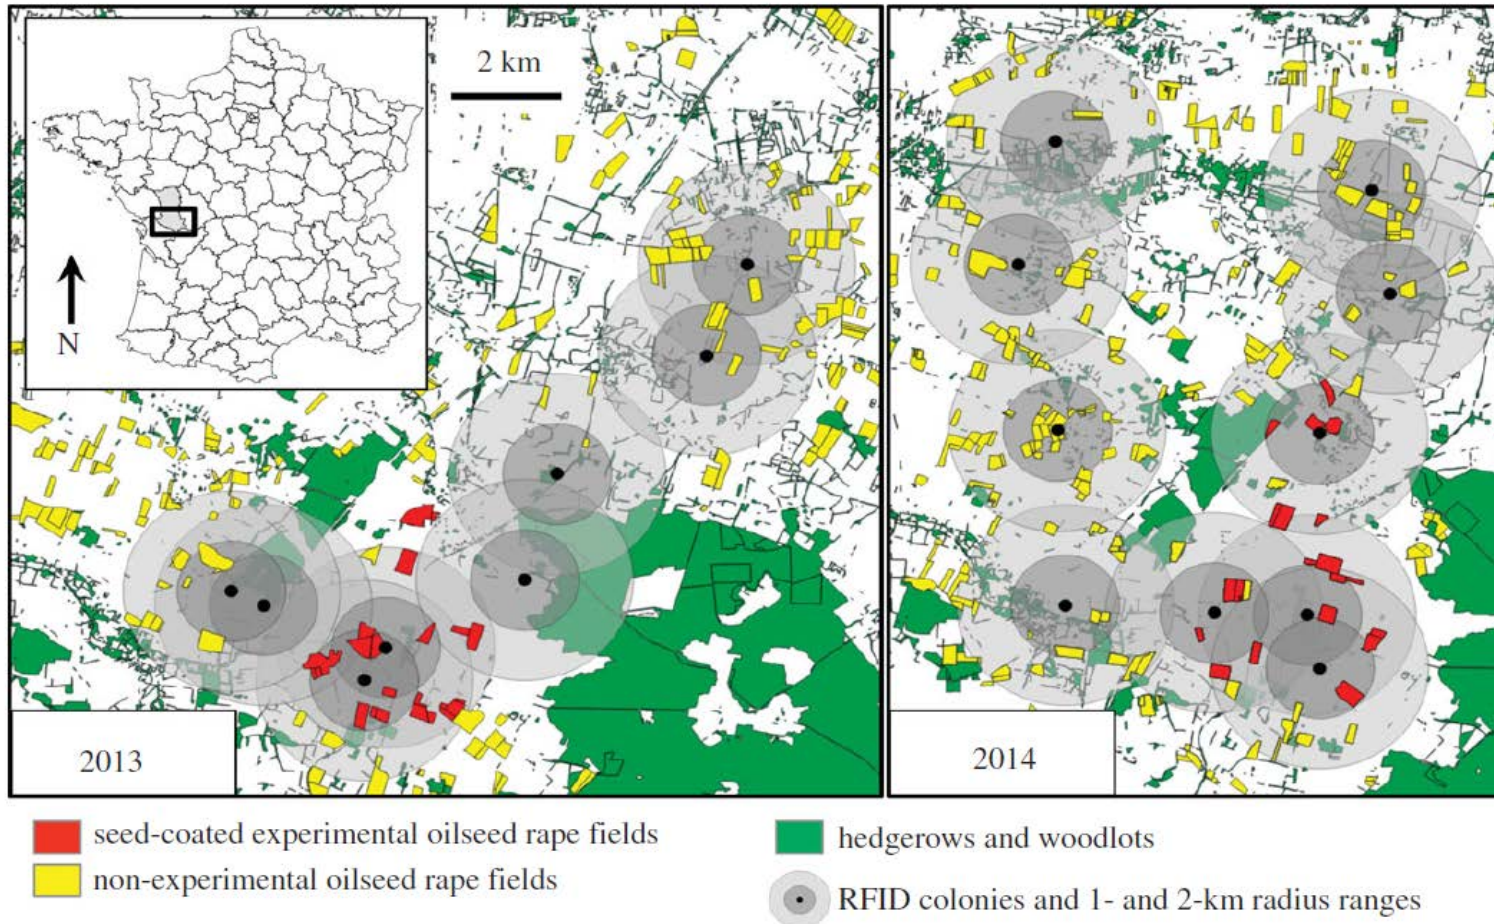 2 km
N
2013
2014
seed-coated experimental oilseed rape fields
non-experimental oilseed rape fields
hedgerows and woodlots
RFID colonies and 1- and 2-km radius ranges